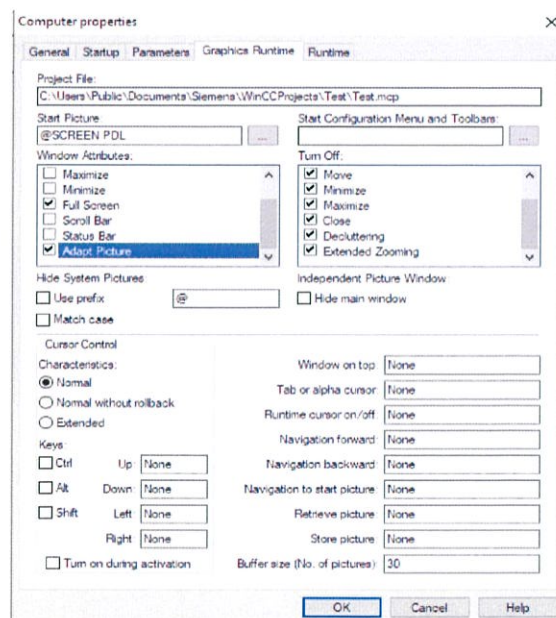 Computer properties
General Startup Parameters Graphics Runtime Runtime
Project File:
C:\Users\Public\Documents\Siemens\WinCCProjects\Test\Test.mcp
Start Picture
Start Configuration Menu and Toolbars:
@SCREEN PDL
...
...
Window Attributes:
Turn Off:
Maximize
Minimize
Full Screen
Scroll Bar
Status Bar
Adapt Picture
Move
Minimize
Maximize
Close
Decluttering
Extended Zooming
Hide System Pictures
Independent Picture Window
Use prefix @
Hide main window
Match case
Cursor Control
Characteristics:
Normal
Normal without rollback
Extended
Keys:
Ctrl Up: None
Alt Down: None
Shift Left None
Right None
Turn on during activation
Window on top: None
Tab or alpha cursor: None
Runtime cursor on/off: None
Navigation forward: None
Navigation backward: None
Navigation to start picture: None
Retrieve picture: None
Store picture: None
Buffer size (No. of pictures): 30
OK Cancel Help